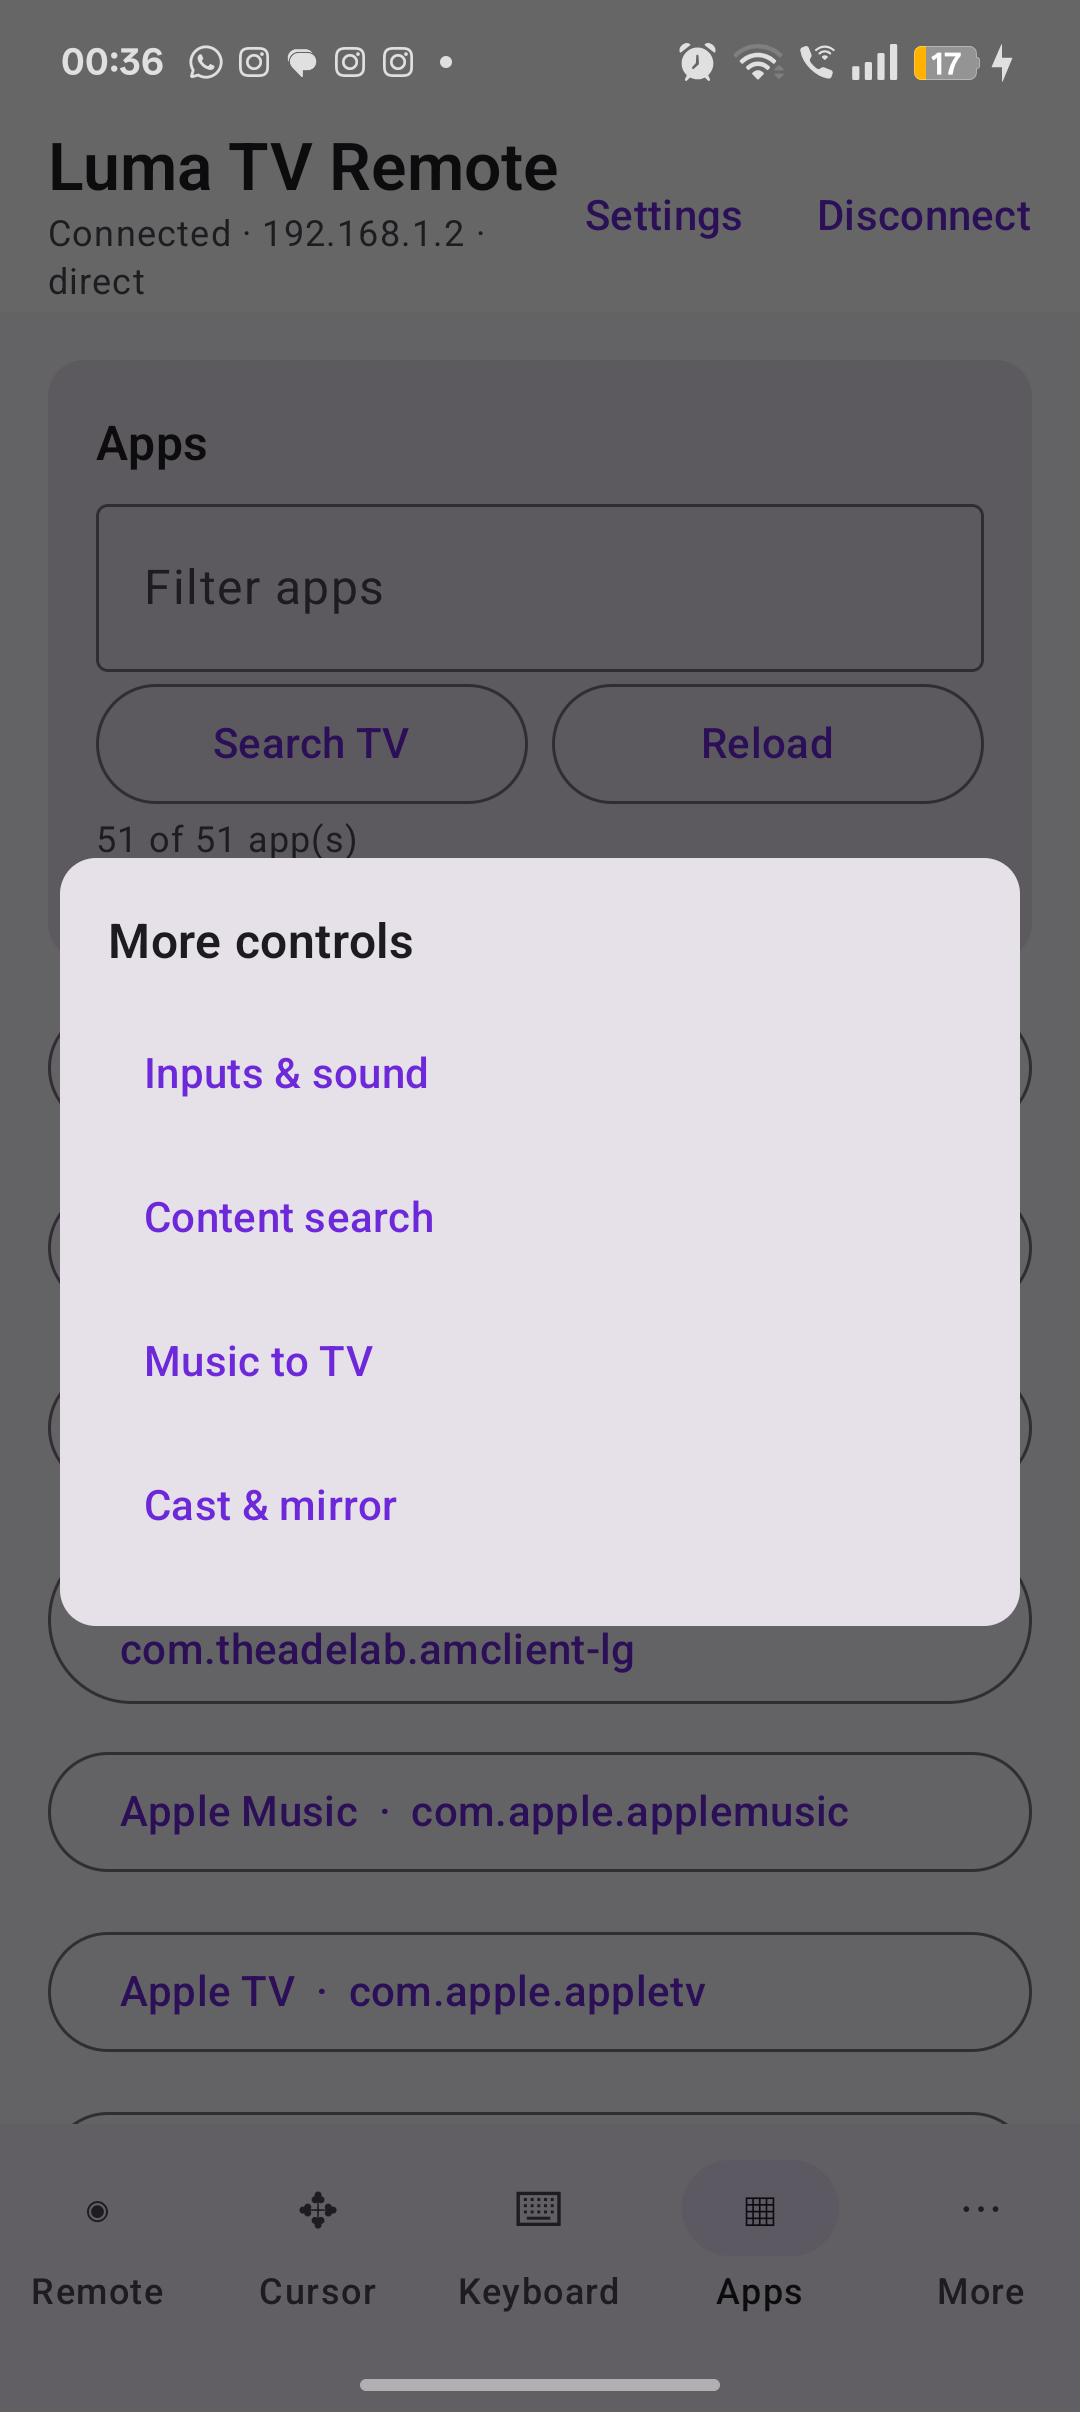 00:36
17
Luma TV Remote
Connected · 192.168.1.2 ·
direct
Settings
Disconnect
Apps
Filter apps
Search TV
Reload
51 of 51 app(s)
More controls
Inputs & sound
Content search
Music to TV
Cast & mirror
com.theadelab.amclient-lg
Apple Music · com.apple.applemusic
Apple TV · com.apple.appletv
Remote
Cursor
Keyboard
Apps
More